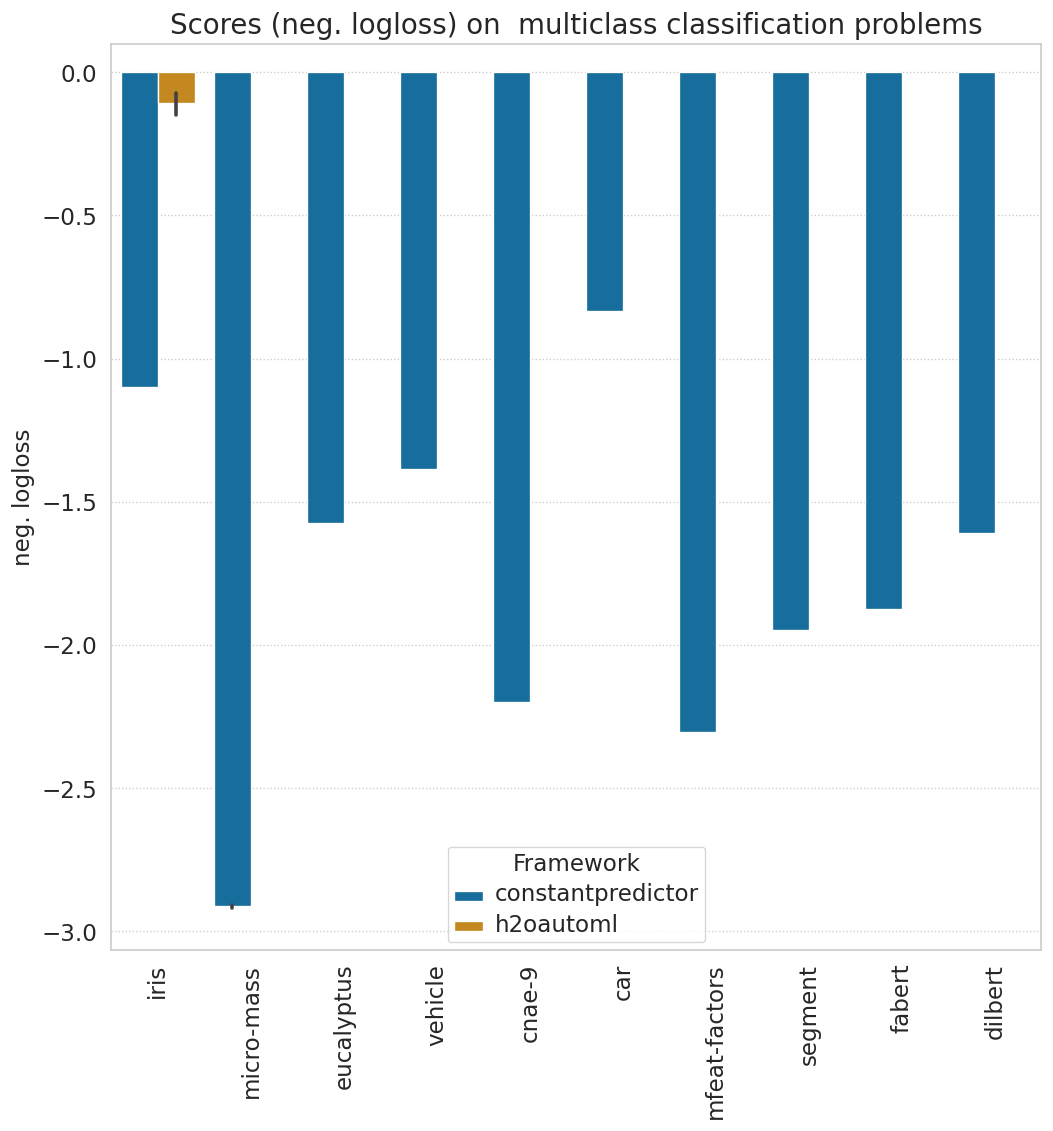 Scores (neg. logloss) on  multiclass classification problems
0.0
−0.5
−1.0
−1.5
−2.0
−2.5
−3.0
neg. logloss
Framework
constantpredictor
h2oautoml
iris
micro-mass
eucalyptus
vehicle
cnae-9
car
mfeat-factors
segment
fabert
dilbert